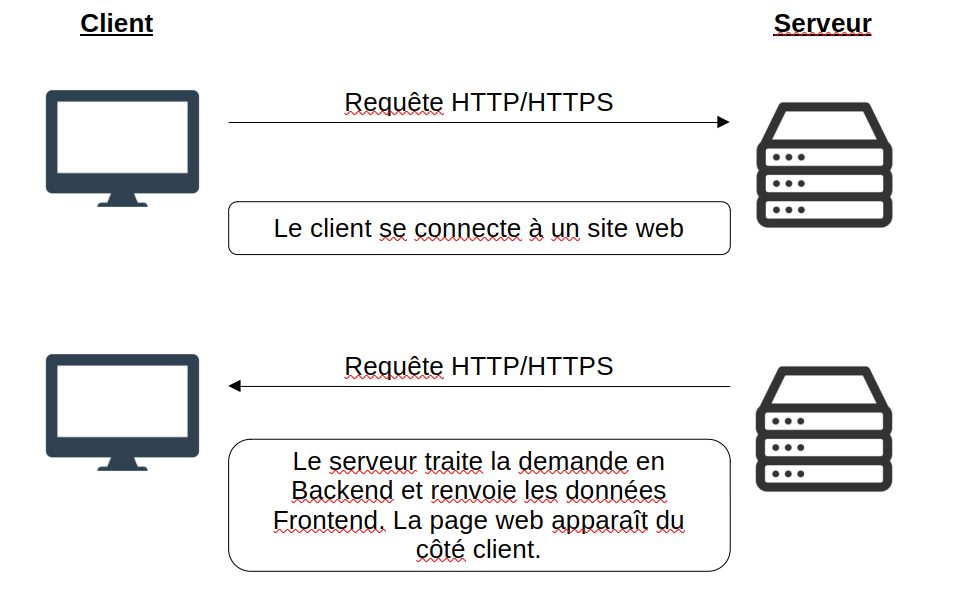 Client
Serveur
Requête HTTP/HTTPS
Le client se connecte à un site web
Requête HTTP/HTTPS
Le serveur traite la demande en
Backend et renvoie les données
Frontend. La page web apparaît du
côté client.